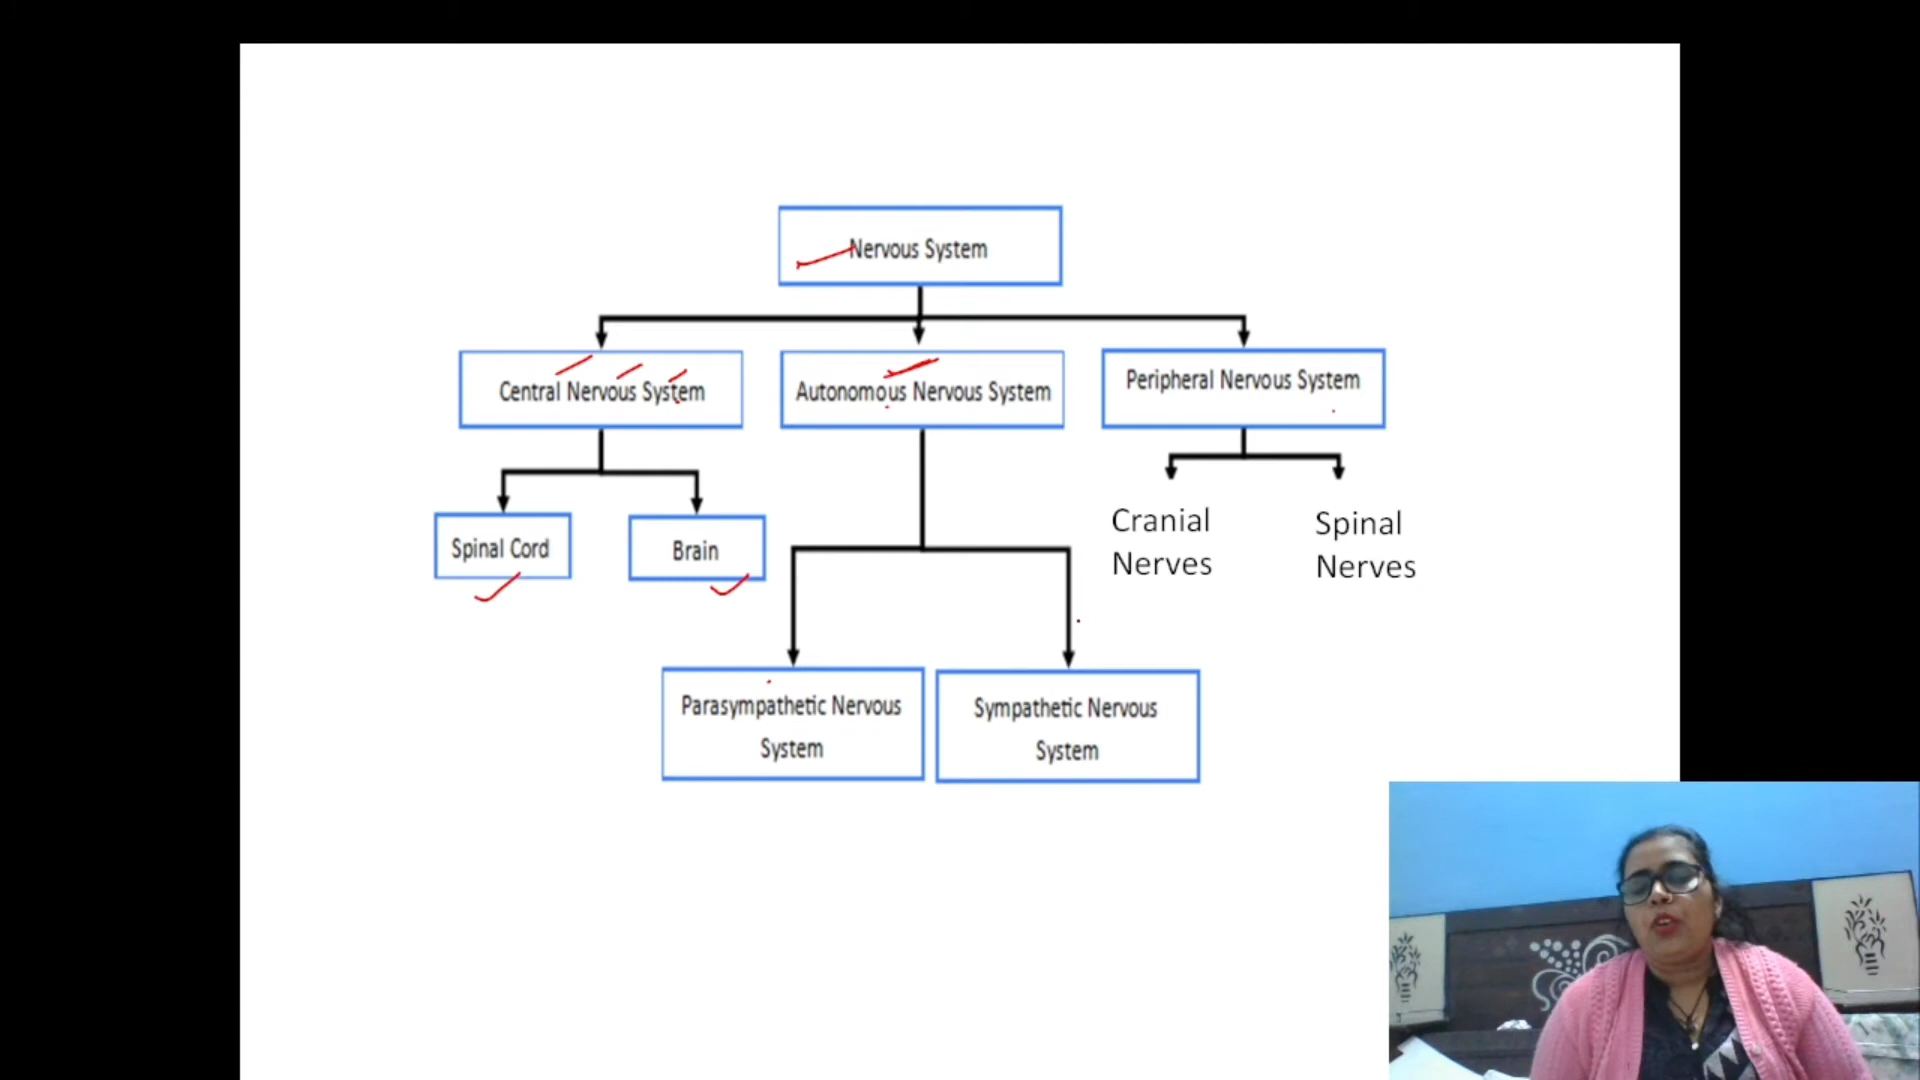 Nervous System
Central Nervous System
Autonomous Nervous System
Peripheral Nervous System
Spinal Cord
Brain
Cranial
Nerves
Spinal
Nerves
Parasympathetic Nervous
System
Sympathetic Nervous
System